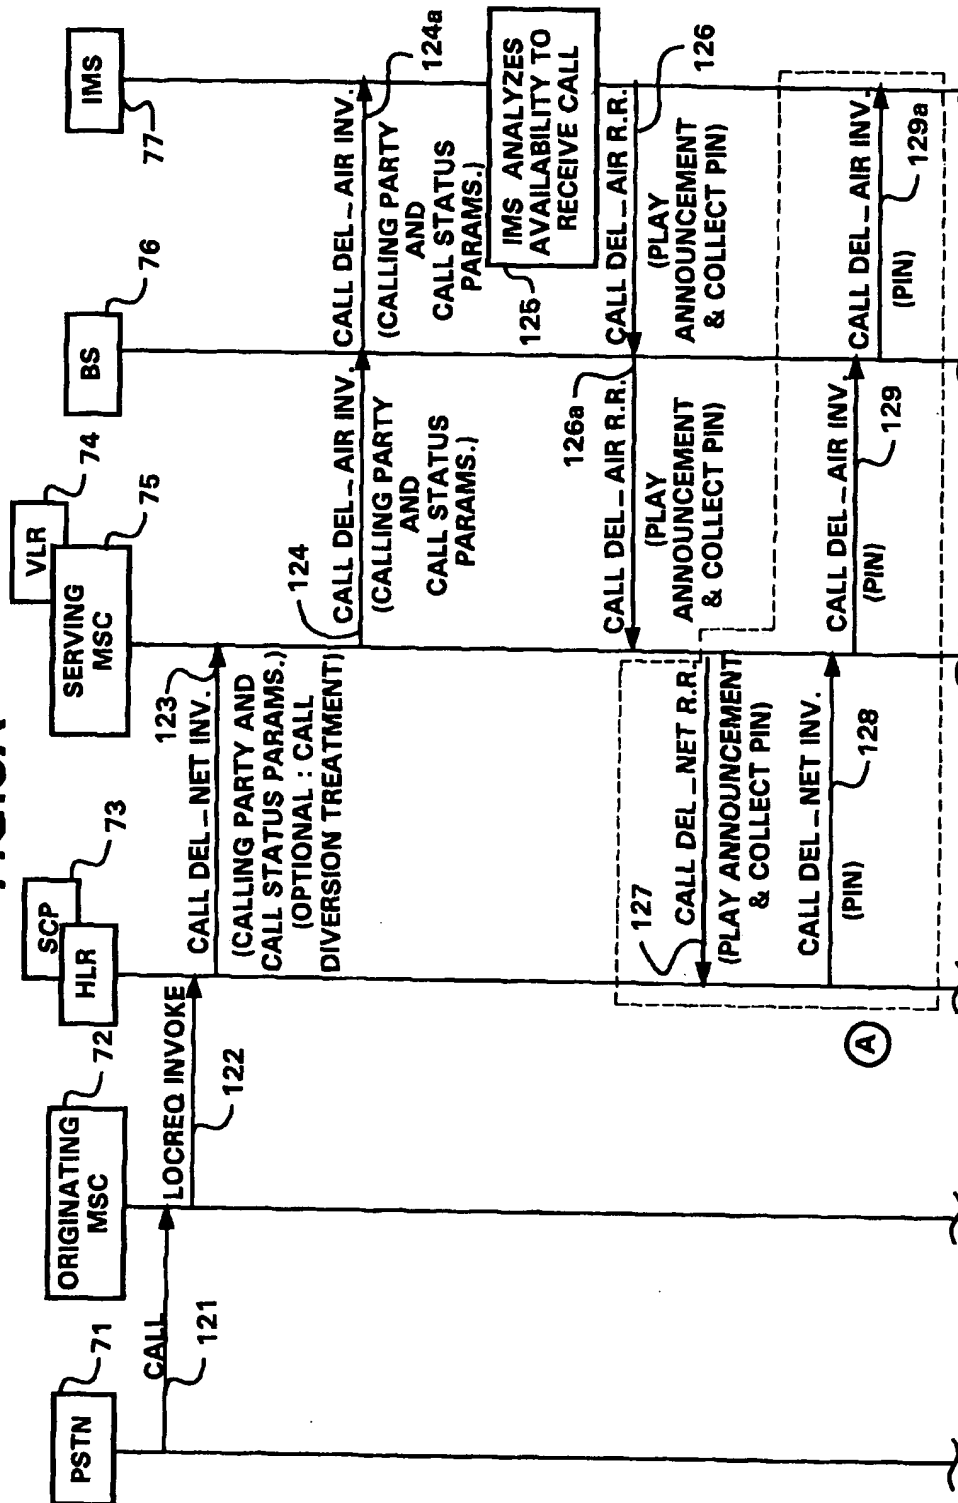 PSTN
71
ORIGINATING
MSC
72
SCP
HLR
73
VLR
74
SERVING
MSC
75
BS
76
IMS
77
CALL
121
LOCREQ INVOKE
122
CALL DEL_NET INV.
123
(CALLING PARTY AND
CALL STATUS PARAMS.)
(OPTIONAL : CALL
DIVERSION TREATMENT)
124
CALL DEL_AIR INV.
(CALLING PARTY
AND
CALL STATUS
PARAMS.)
CALL DEL_AIR INV.
124a
(CALLING PARTY
AND
CALL STATUS
PARAMS.)
125
IMS ANALYZES
AVAILABILITY TO
RECEIVE CALL
CALL DEL_AIR R.R.
126
(PLAY
ANNOUNCEMENT
& COLLECT PIN)
CALL DEL_AIR R.R.
126a
(PLAY
ANNOUNCEMENT
& COLLECT PIN)
127
CALL DEL_NET R.R.
(PLAY ANNOUNCEMENT
& COLLECT PIN)
CALL DEL_NET INV.
(PIN)
128
CALL DEL_AIR INV.
(PIN)
129
CALL DEL_AIR INV.
(PIN)
129a
A